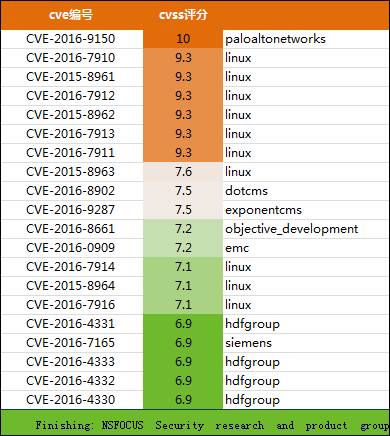 cve编号 cvss评分
CVE-2016-9150 10 paloaltonetworks
CVE-2016-7910 9.3 linux
CVE-2015-8961 9.3 linux
CVE-2016-7912 9.3 linux
CVE-2015-8962 9.3 linux
CVE-2016-7913 9.3 linux
CVE-2016-7911 9.3 linux
CVE-2015-8963 7.6 linux
CVE-2016-8902 7.5 dotcms
CVE-2016-9287 7.5 exponentcms
CVE-2016-8661 7.2 objective_development
CVE-2016-0909 7.2 emc
CVE-2016-7914 7.1 linux
CVE-2015-8964 7.1 linux
CVE-2016-7916 7.1 linux
CVE-2016-4331 6.9 hdfgroup
CVE-2016-7165 6.9 siemens
CVE-2016-4333 6.9 hdfgroup
CVE-2016-4332 6.9 hdfgroup
CVE-2016-4330 6.9 hdfgroup
Finishing: NSFOCUS Security research and product group